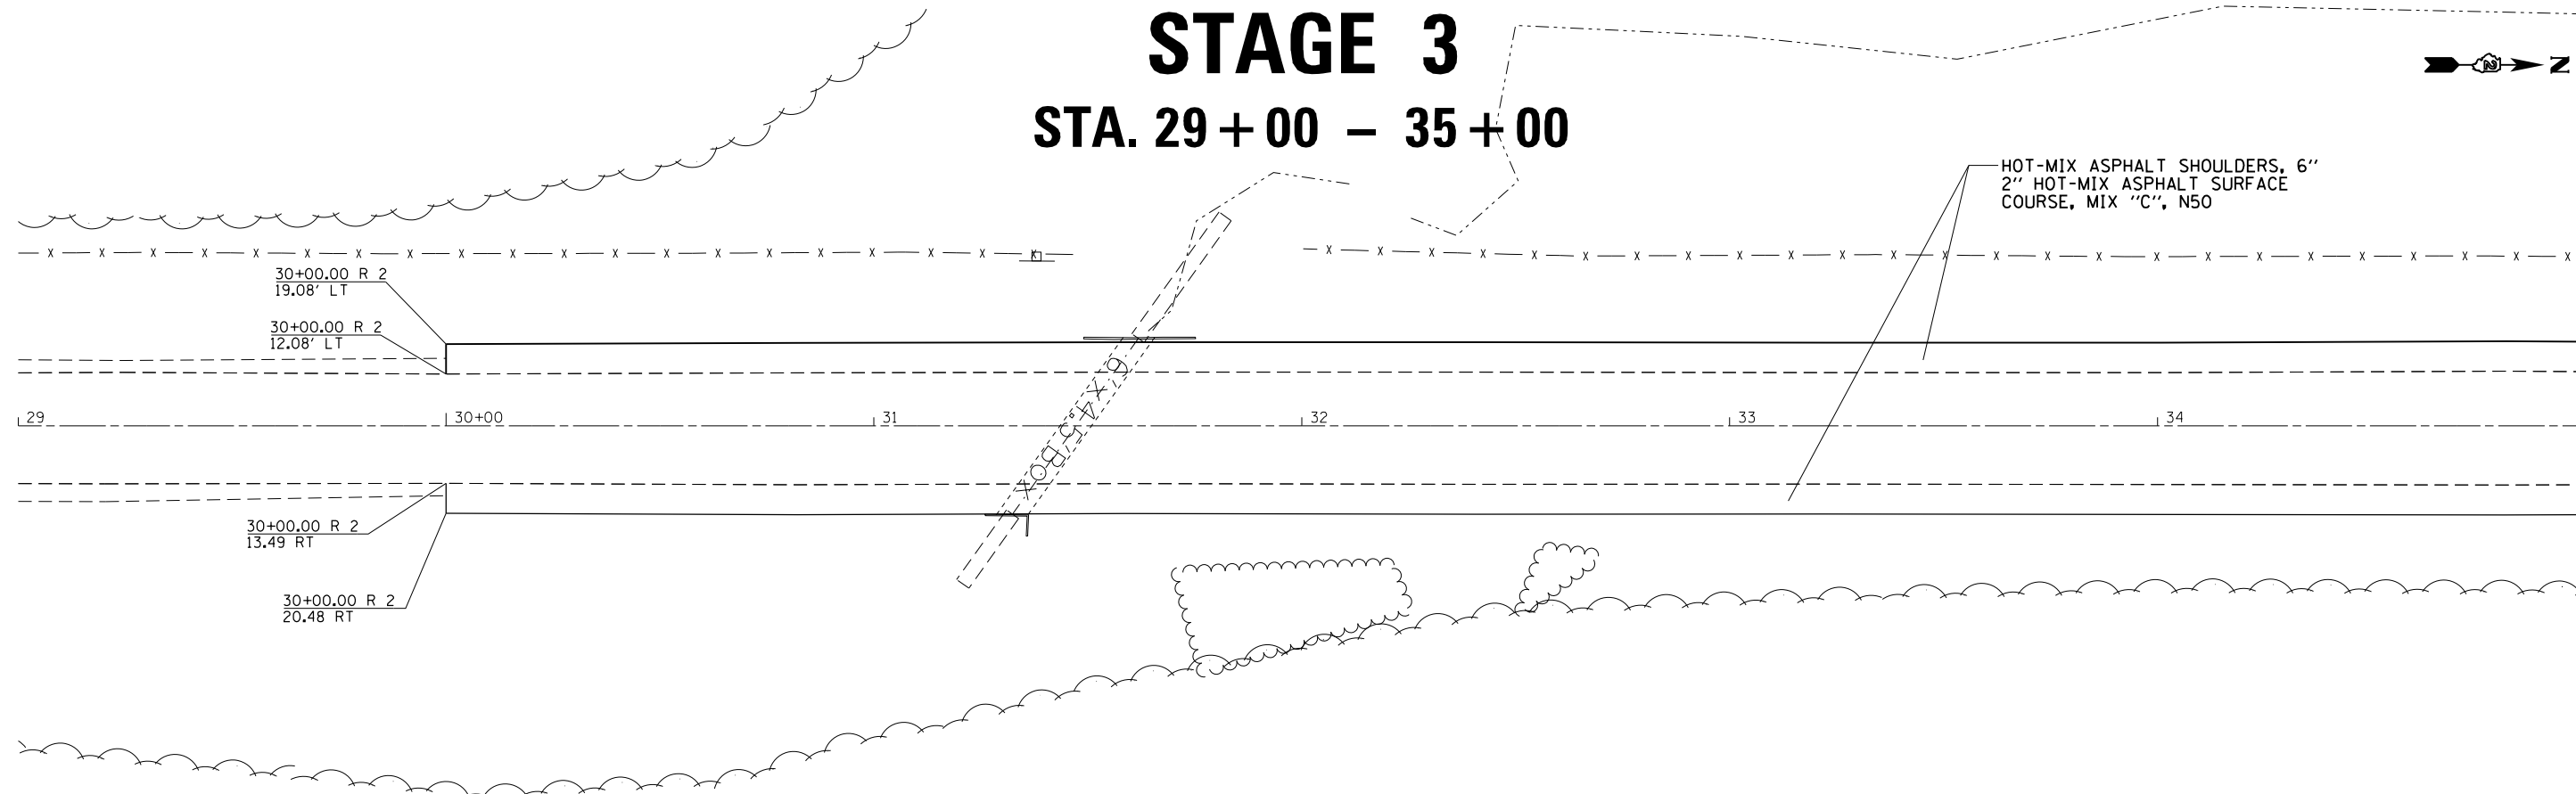 STAGE 3
STA. 29+00 – 35+00
N
HOT-MIX ASPHALT SHOULDERS, 6''
2'' HOT-MIX ASPHALT SURFACE
COURSE, MIX ''C'', N50
30+00.00 R 2
19.08' LT
30+00.00 R 2
12.08' LT
6'X4'C.BOX
29
30+00
31
32
33
34
30+00.00 R 2
13.49 RT
30+00.00 R 2
20.48 RT